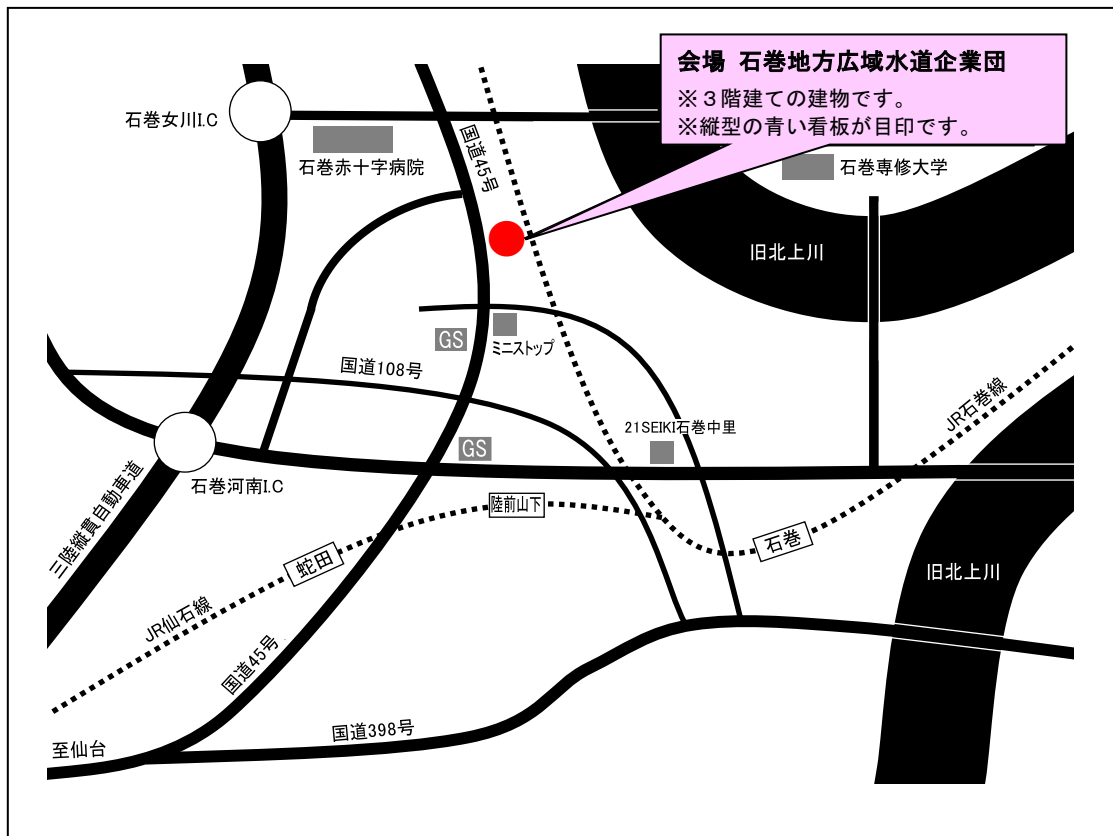 会場 石巻地方広域水道企業団
※３階建ての建物です。
※縦型の青い看板が目印です。
石巻女川I.C
石巻赤十字病院
国道45号
石巻専修大学
旧北上川
GS
ミニストップ
国道108号
JR石巻線
21SEIKI石巻中里
GS
石巻河南I.C
三陸縦貫自動車道
陸前山下
石巻
蛇田
旧北上川
JR仙石線
国道45号
国道398号
至仙台